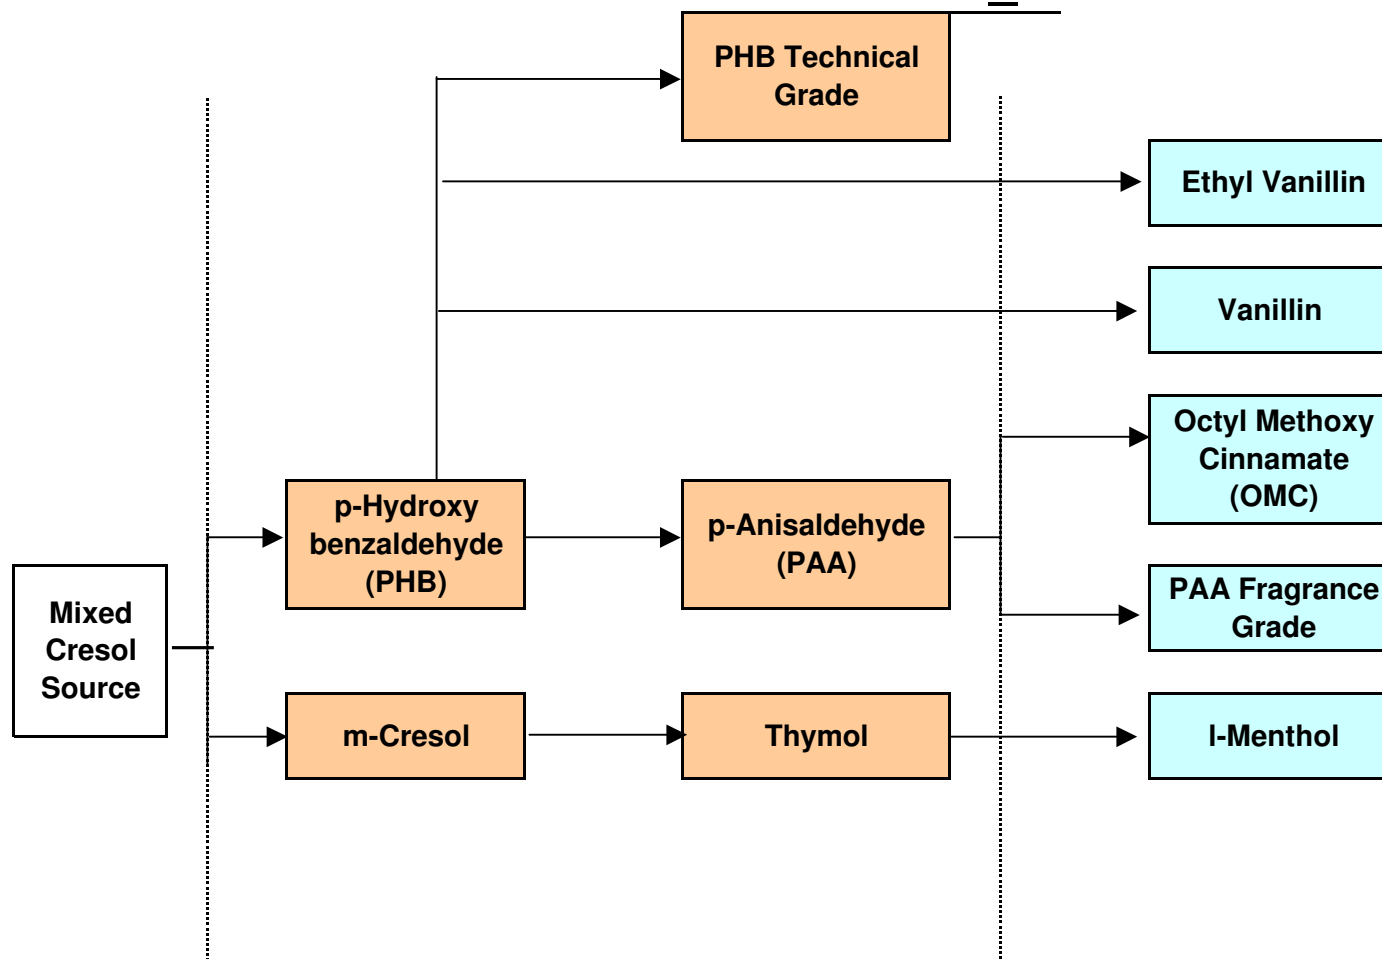 PHB Technical
Grade
Ethyl Vanillin
Vanillin
Octyl Methoxy
Cinnamate
(OMC)
p-Hydroxy
benzaldehyde
(PHB)
p-Anisaldehyde
(PAA)
PAA Fragrance
Grade
Mixed
Cresol
Source
m-Cresol
Thymol
l-Menthol